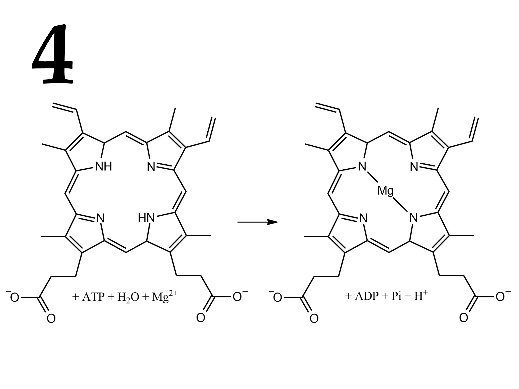 4
NH
N
N
N
Mg
N
HN
N
N
⁻O
O
+ ATP + H₂O + Mg²⁺
O⁻
O
⁻O
O
+ ADP + Pi − H⁺
O⁻
O